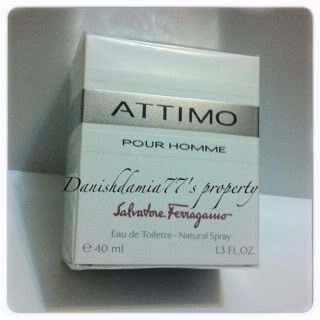 ATTIMO
POUR HOMME
Danishdamia77's property
Salvatore Ferragamo
Eau de Toilette - Natural Spray
℮ 40 ml 1.3 FL.OZ.